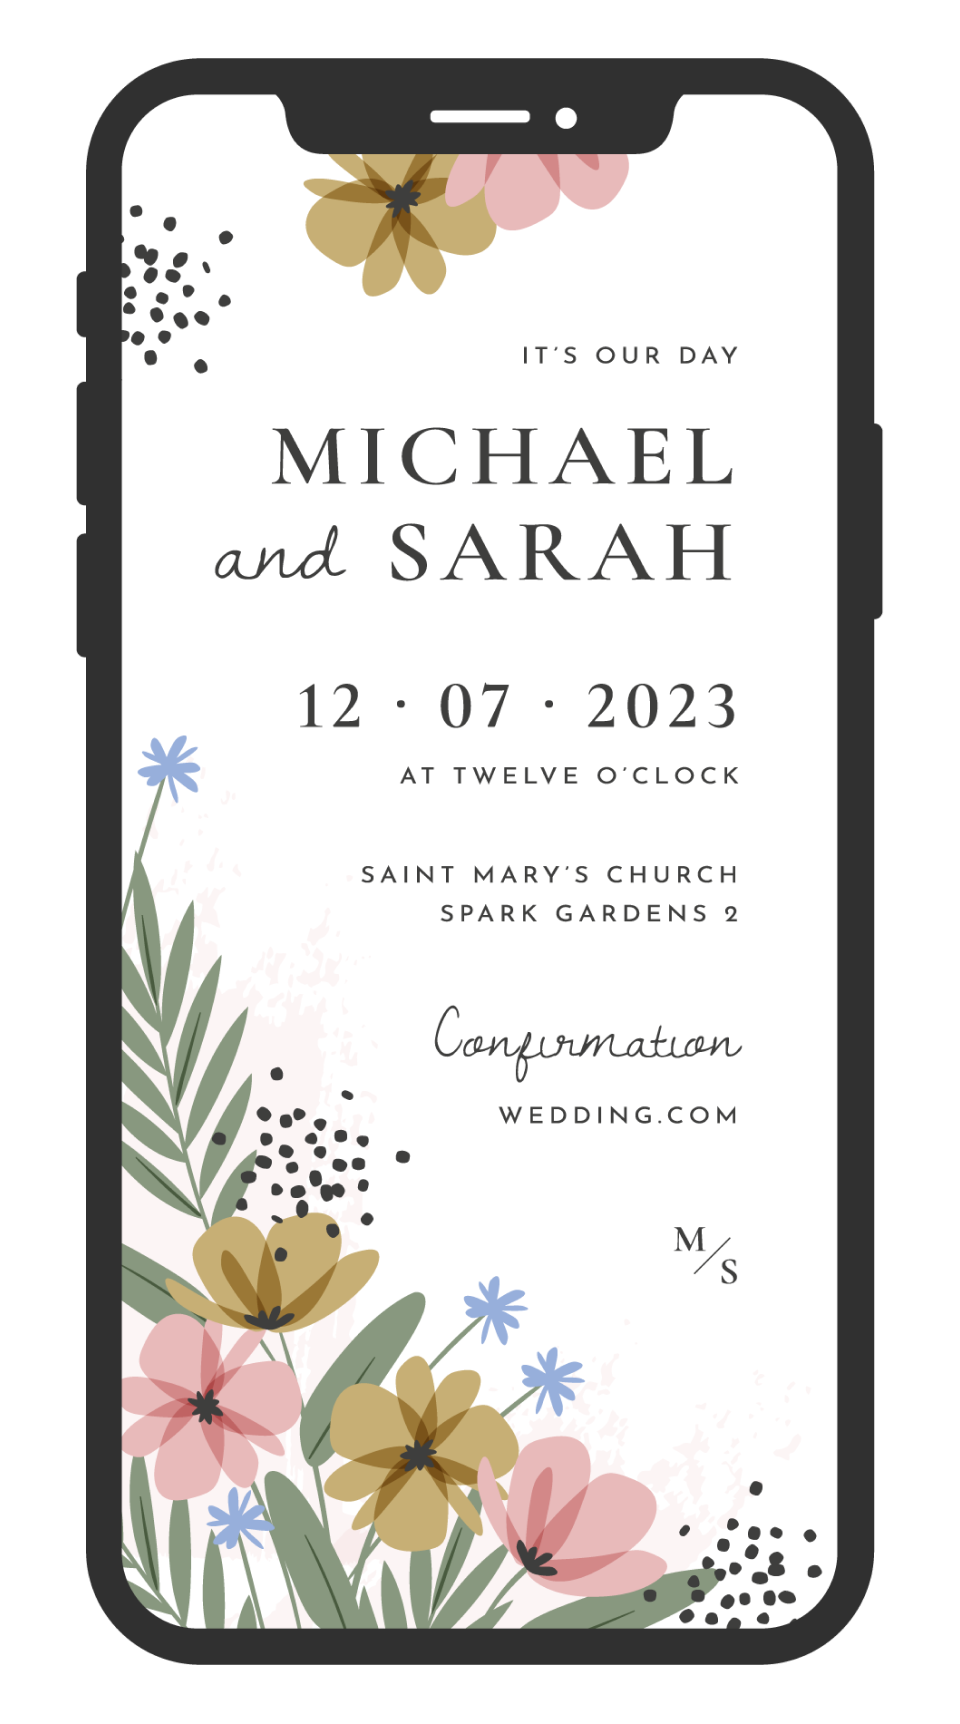 IT'S OUR DAY
MICHAEL
and SARAH
12 · 07 · 2023
AT TWELVE O'CLOCK
SAINT MARY'S CHURCH
SPARK GARDENS 2
Confirmation
WEDDING.COM
M/S